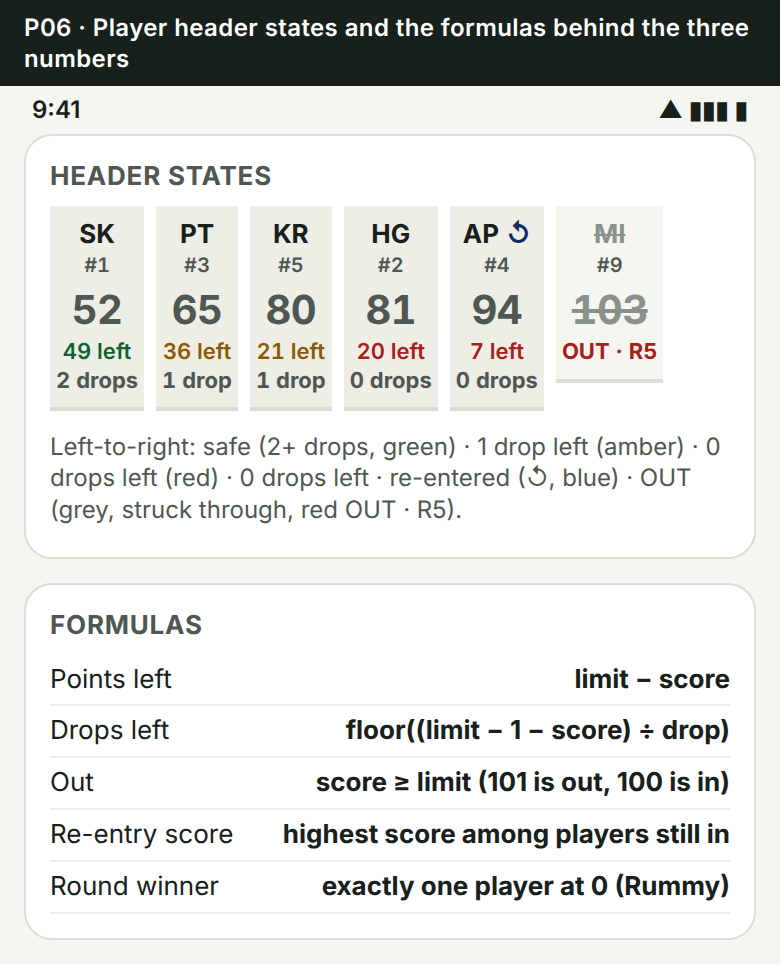 P06 · Player header states and the formulas behind the three
numbers
9:41
HEADER STATES
SK PT KR HG AP ↺ MI
#1 #3 #5 #2 #4 #9
52 65 80 81 94 103
49 left 36 left 21 left 20 left 7 left OUT · R5
2 drops 1 drop 1 drop 0 drops 0 drops
Left-to-right: safe (2+ drops, green) · 1 drop left (amber) · 0
drops left (red) · 0 drops left · re-entered (↺, blue) · OUT
(grey, struck through, red OUT · R5).
FORMULAS
Points left limit − score
Drops left floor((limit − 1 − score) ÷ drop)
Out score ≥ limit (101 is out, 100 is in)
Re-entry score highest score among players still in
Round winner exactly one player at 0 (Rummy)